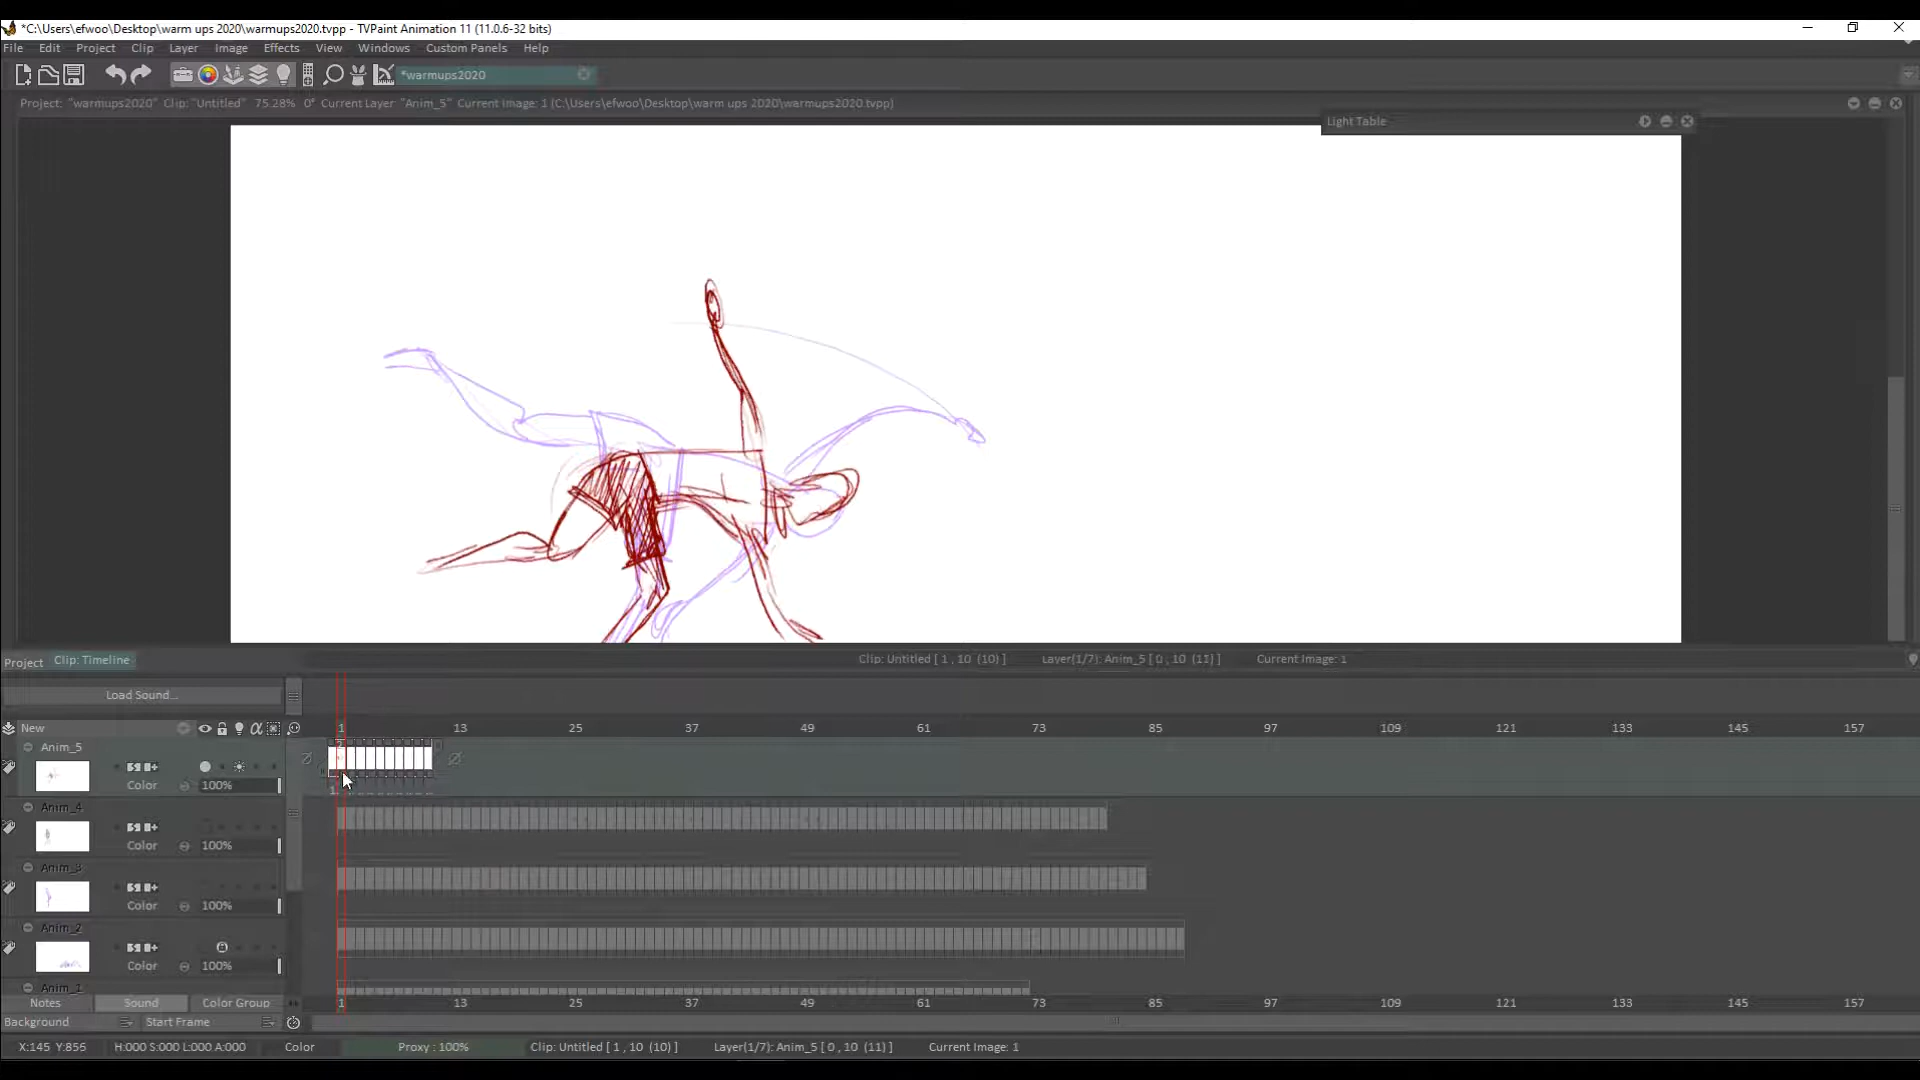 *C:\Users\efwoo\Desktop\warm ups 2020\warmups2020.tvpp - TVPaint Animation 11 (11.0.6-32 bits)
File Edit Project Clip Layer Image Effects View Windows Custom Panels Help
*warmups2020
Project: "warmups2020" Clip: "Untitled" 75.28% 0° Current Layer "Anim_5" Current Image: 1 (C:\Users\efwoo\Desktop\warm ups 2020\warmups2020.tvpp)
Light Table
Project Clip: Timeline Clip: Untitled [ 1 , 10 (10) ] Layer(1/7): Anim_5 [ 0 , 10 (11) ] Current Image: 1
Load Sound...
New 1 13 25 37 49 61 73 85 97 109 121 133 145 157
Anim_5
2
Color 100%
1
Anim_4
Color 100%
Anim_3
Color 100%
Anim_2
Color 100%
Anim_1
Notes Sound Color Group 1 13 25 37 49 61 73 85 97 109 121 133 145 157
Background Start Frame
X:145 Y:855 H:000 S:000 L:000 A:000 Color Proxy : 100% Clip: Untitled [ 1 , 10 (10) ] Layer(1/7): Anim_5 [ 0 , 10 (11) ] Current Image: 1